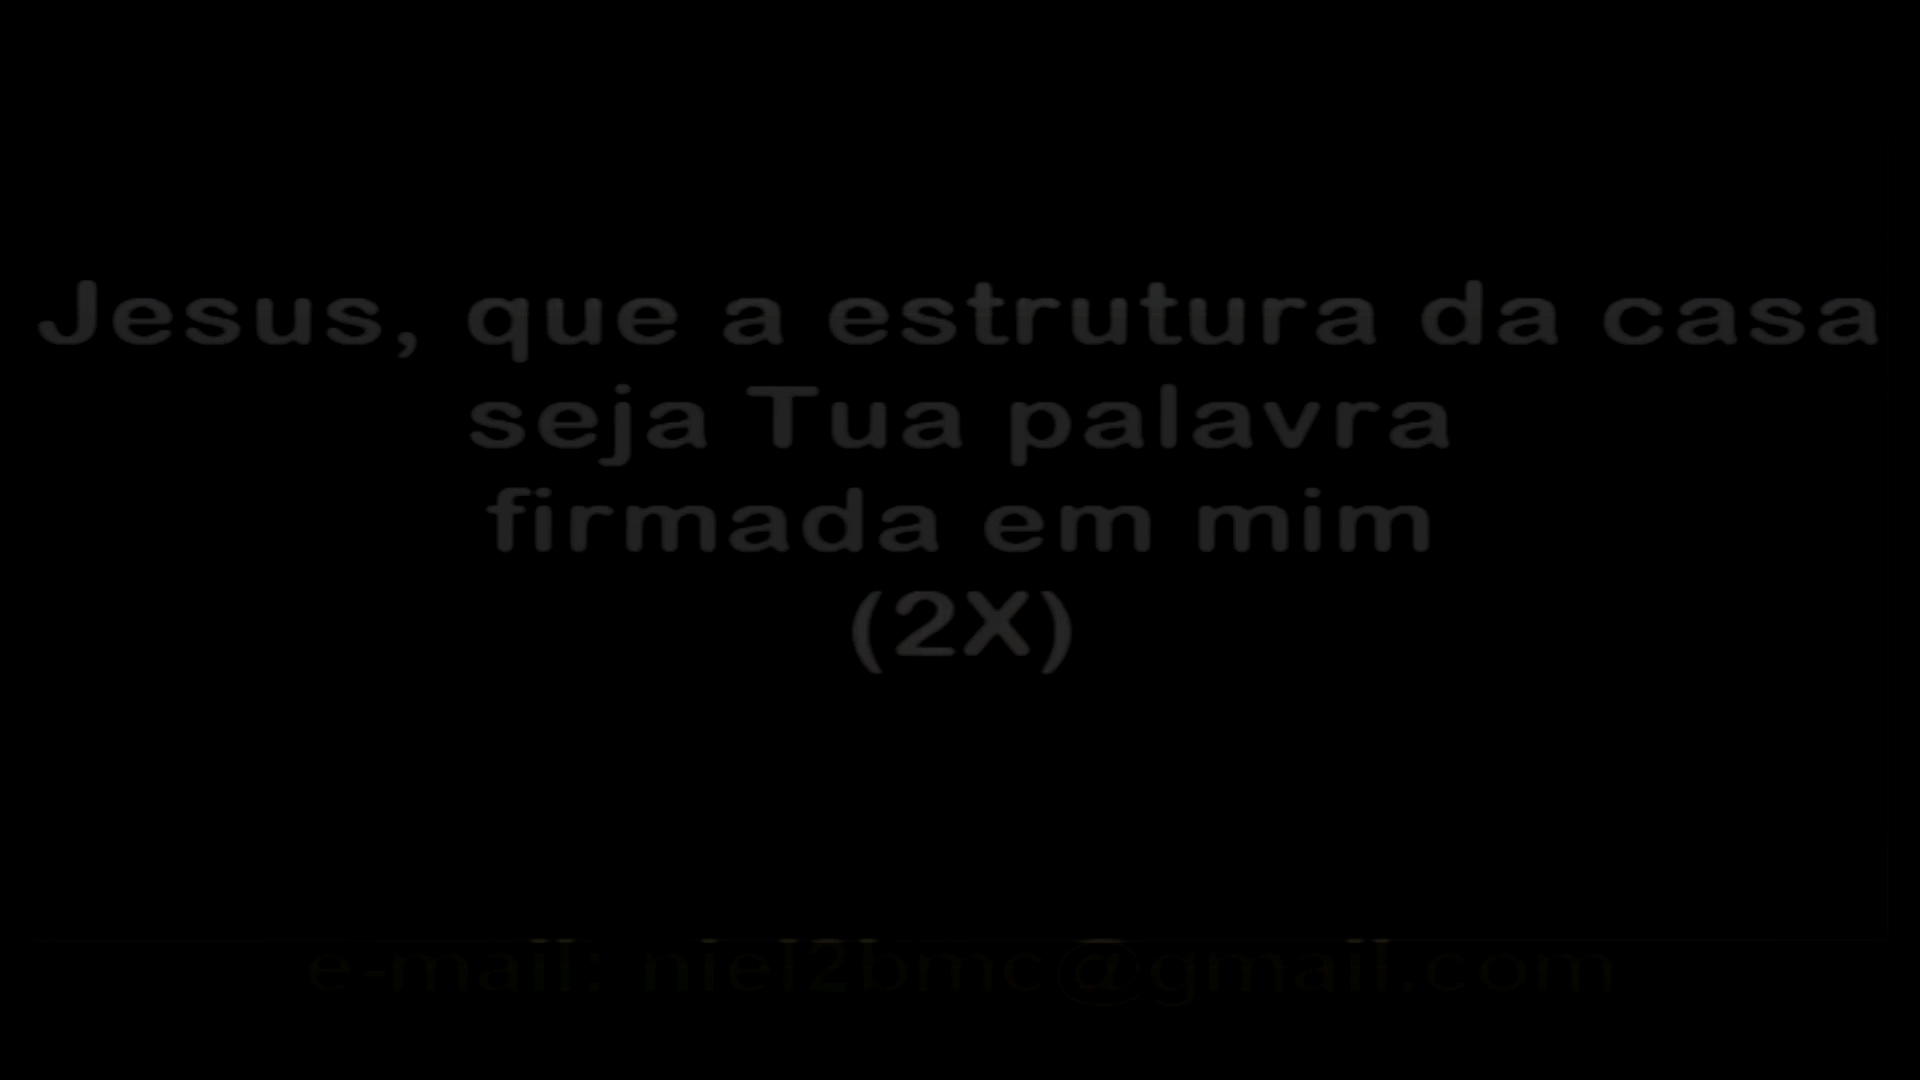 Jesus, que a estrutura da casa
seja Tua palavra
firmada em mim
(2X)
e-mail: niel2bmc@gmail.com